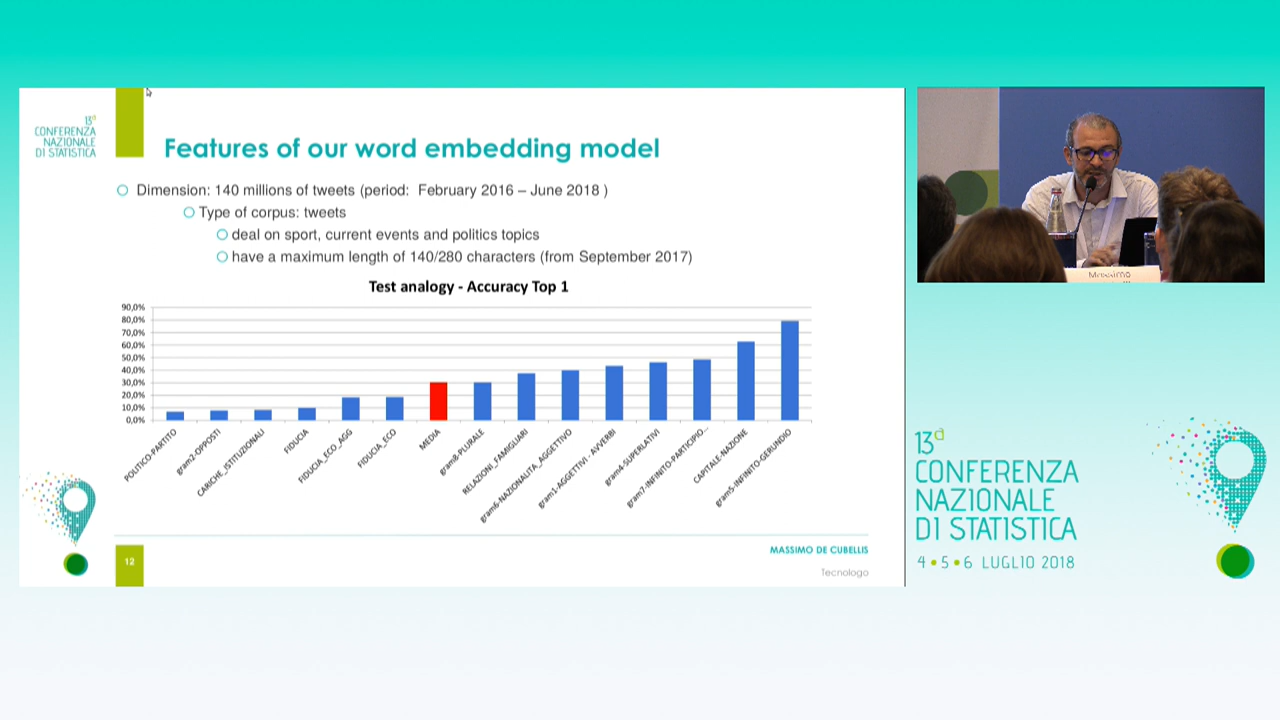 13a
CONFERENZA
NAZIONALE
DI STATISTICA
Features of our word embedding model
Dimension: 140 millions of tweets (period: February 2016 – June 2018 )
Type of corpus: tweets
deal on sport, current events and politics topics
have a maximum length of 140/280 characters (from September 2017)
Test analogy - Accuracy Top 1
90,0%
80,0%
70,0%
60,0%
50,0%
40,0%
30,0%
20,0%
10,0%
0,0%
POLITICO-PARTITO
gram2-OPPOSTI
CARICHE_ISTITUZIONALI
FIDUCIA
FIDUCIA_ECO_AGG
FIDUCIA_ECO
MEDIA
gram8-PLURALE
RELAZIONI_FAMIGLIARI
gram6-NAZIONALITA_AGGETTIVO
gram1-AGGETTIVI - AVVERBI
gram4-SUPERLATIVI
gram7-INFINITO-PARTICIPIO...
CAPITALE-NAZIONE
gram5-INFINITO-GERUNDIO
12
MASSIMO DE CUBELLIS
Tecnologo
Massimo
13a
CONFERENZA
NAZIONALE
DI STATISTICA
4 • 5 • 6 LUGLIO 2018